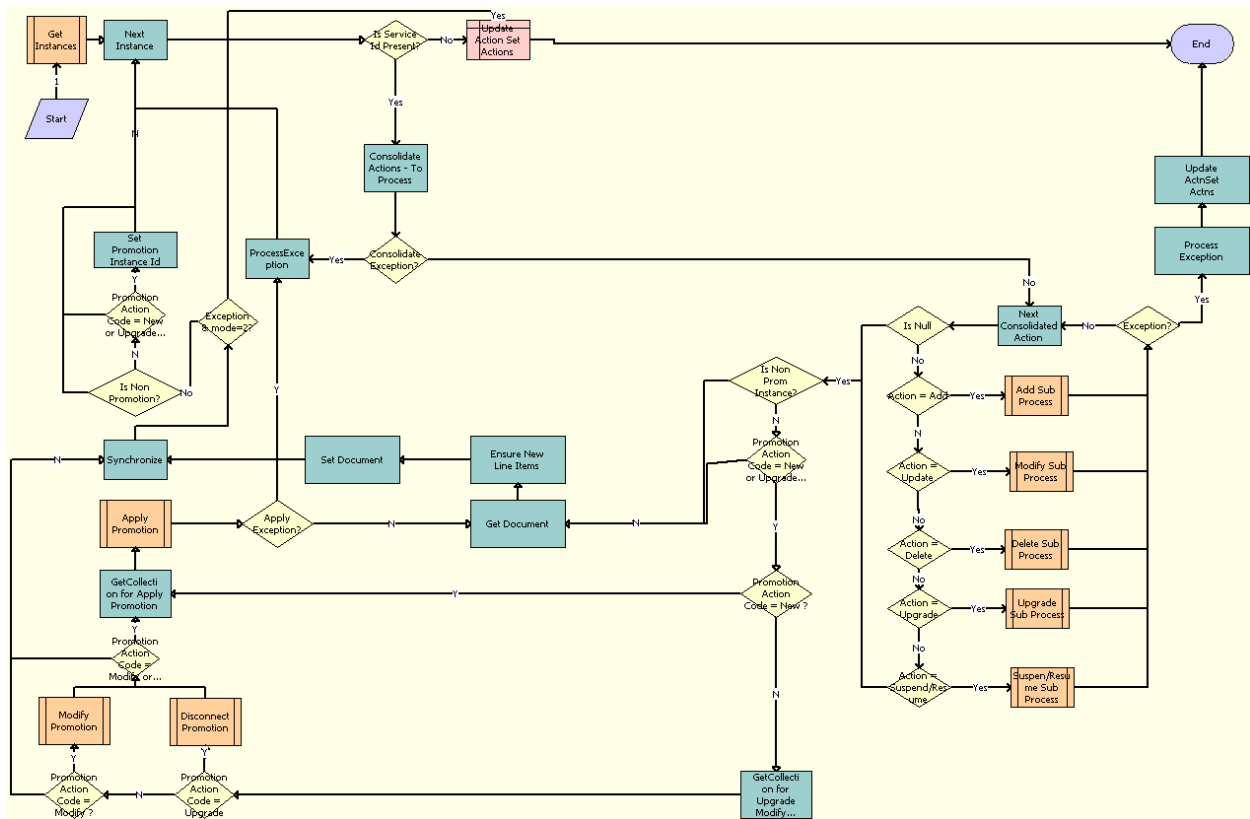 Get
Instances
Next
Instance
Is Service
Id Present?
No
Update
Action Set
Actions
Yes
End
1
Start
Yes
N
Consolidate
Actions - To
Process
Update
ActnSet
Actns
Set
Promotion
Instance Id
ProcessExce
ption
Yes
Consolidate
Exception?
No
Process
Exception
Yes
Y
Promotion
Action
Code = New
or Upgrade...
Exception
& mode=2?
Is Null
Next
Consolidated
Action
No
Exception?
N
Is Non
Promotion?
No
Y
Is Non
Prom
Instance?
Yes
No
Action = Add
Yes
Add Sub
Process
N
N
Promotion
Action
Code = New
or Upgrade...
N
Synchronize
Set Document
Ensure New
Line Items
Action =
Update
Yes
Modify Sub
Process
No
Apply
Promotion
Apply
Exception?
N
Get Document
N
Y
Action =
Delete
Yes
Delete Sub
Process
No
GetCollecti
on for Apply
Promotion
Y
Promotion
Action
Code = New ?
Action =
Upgrade
Yes
Upgrade
Sub Process
No
Y
Promotion
Action
Code =
Modify or...
Action =
Suspend/Res
ume
Yes
Suspen/Resu
me Sub
Process
N
Modify
Promotion
Disconnect
Promotion
Y
Y
Promotion
Action
Code =
Modify ?
N
Promotion
Action
Code =
Upgrade
GetCollecti
on for
Upgrade
Modify...